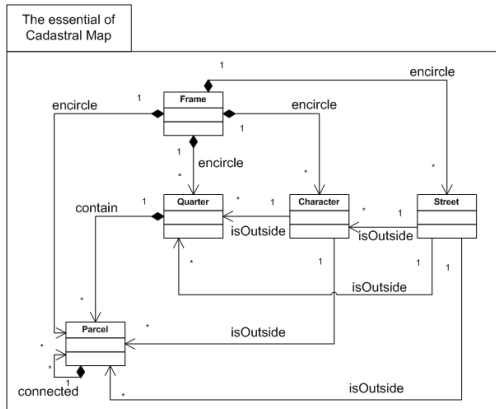 The essential of
Cadastral Map
1
encircle
1
Frame
encircle
encircle
1
1
*
encircle
*
*
contain
1
Quarter
*
1
Character
*
1
Street
isOutside
isOutside
*
1
1
1
isOutside
*
*
Parcel
*
isOutside
*
*
1
connected
*
isOutside